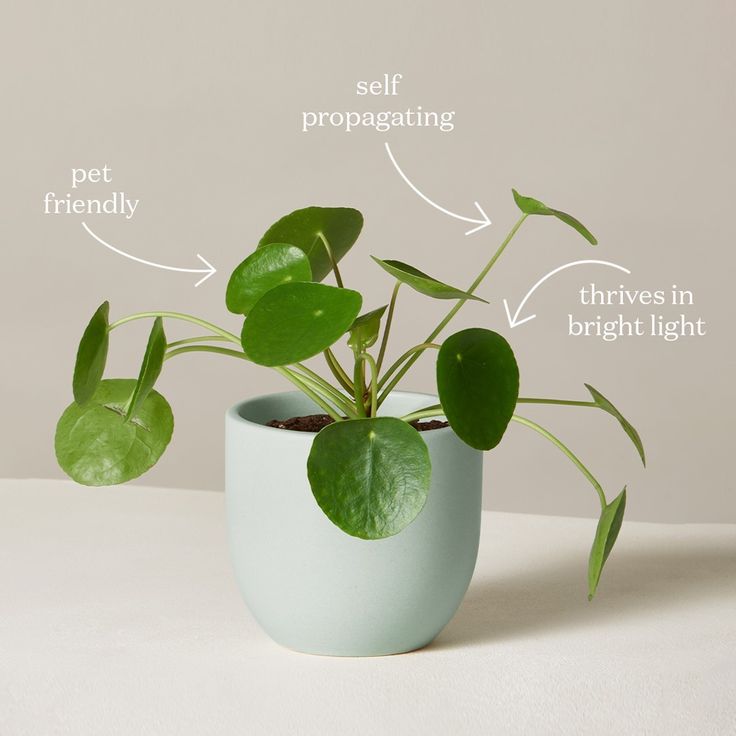 self
propagating
pet
friendly
thrives in
bright light